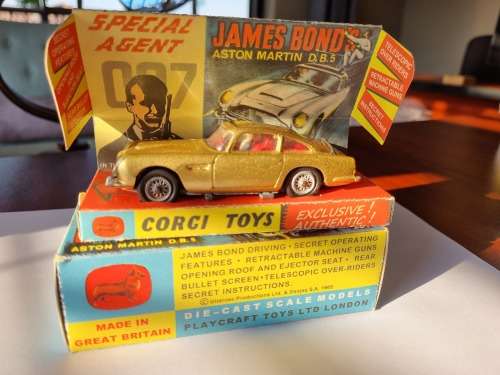 SPECIAL
AGENT
007
JAMES BOND'S
ASTON MARTIN D.B.5
TELESCOPIC
OVER RIDERS
RETRACTABLE
MACHINE GUNS
SECRET
INSTRUCTIONS
CORGI TOYS
EXCLUSIVE!
AUTHENTIC!
ASTON MARTIN D.B.5
JAMES BOND DRIVING • SECRET OPERATING
FEATURES • RETRACTABLE MACHINE GUNS
OPENING ROOF AND EJECTOR SEAT • REAR
BULLET SCREEN • TELESCOPIC OVER-RIDERS
SECRET INSTRUCTIONS.
MADE IN
GREAT BRITAIN
DIE-CAST SCALE MODELS
PLAYCRAFT TOYS LTD LONDON